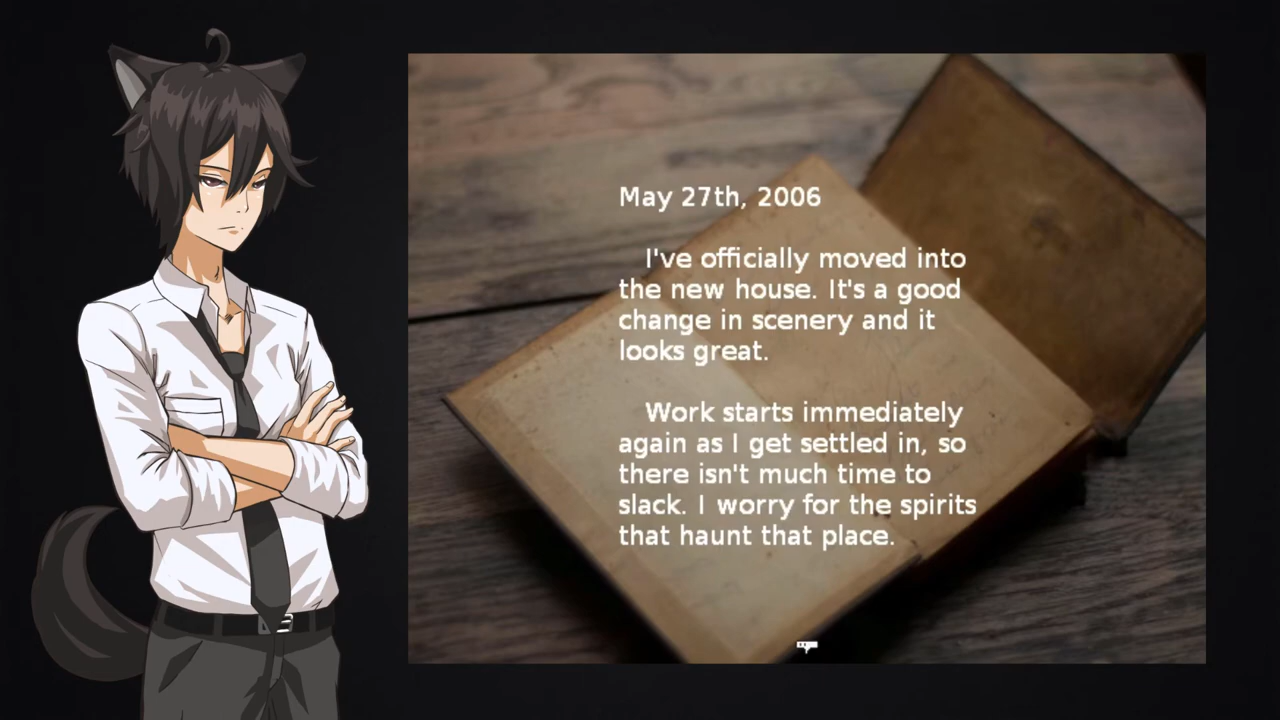 May 27th, 2006
I've officially moved into
the new house. It's a good
change in scenery and it
looks great.
Work starts immediately
again as I get settled in, so
there isn't much time to
slack. I worry for the spirits
that haunt that place.